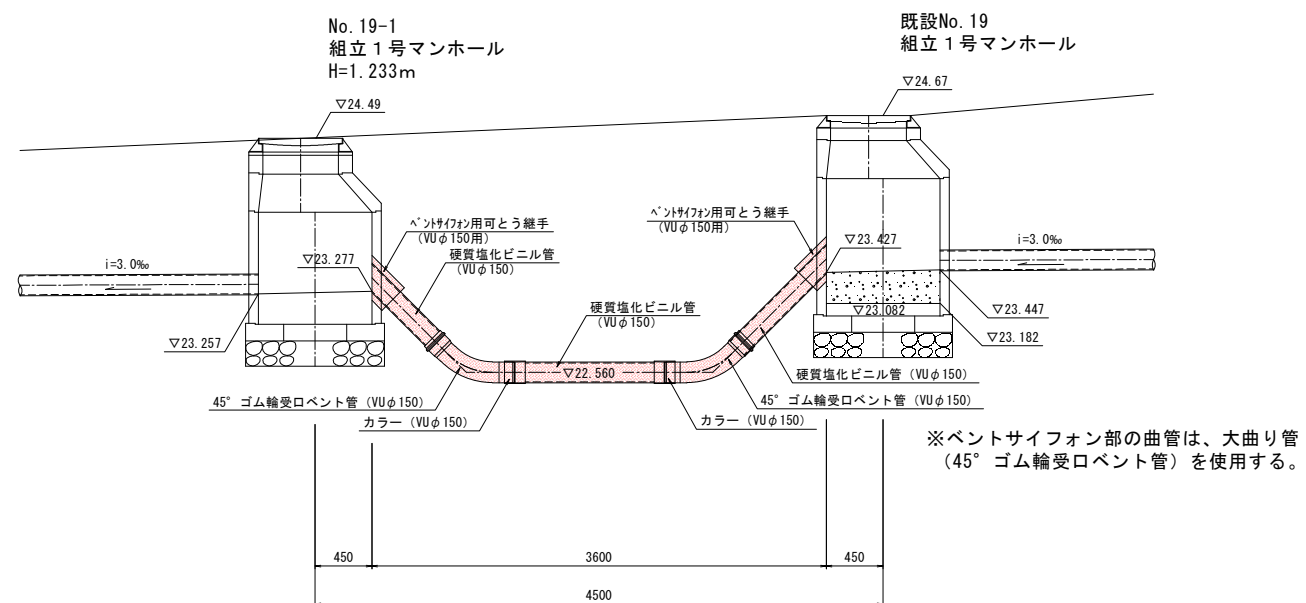 No.19-1
組立１号マンホール
H=1.233ｍ
既設No.19
組立１号マンホール
▽24.49
▽24.67
ﾍﾞﾝﾄｻｲﾌｫﾝ用可とう継手
(VUφ150用)
ﾍﾞﾝﾄｻｲﾌｫﾝ用可とう継手
(VUφ150用)
硬質塩化ビニル管
(VUφ150)
▽23.277
▽23.427
i=3.0‰
i=3.0‰
硬質塩化ビニル管
(VUφ150)
▽23.447
▽23.082
▽23.182
▽23.257
▽22.560
硬質塩化ビニル管（VUφ150）
45°ゴム輪受口ベント管（VUφ150）
45°ゴム輪受口ベント管（VUφ150）
カラー（VUφ150）
カラー（VUφ150）
※ベントサイフォン部の曲管は、大曲り管
（45°ゴム輪受口ベント管）を使用する。
450
3600
450
4500